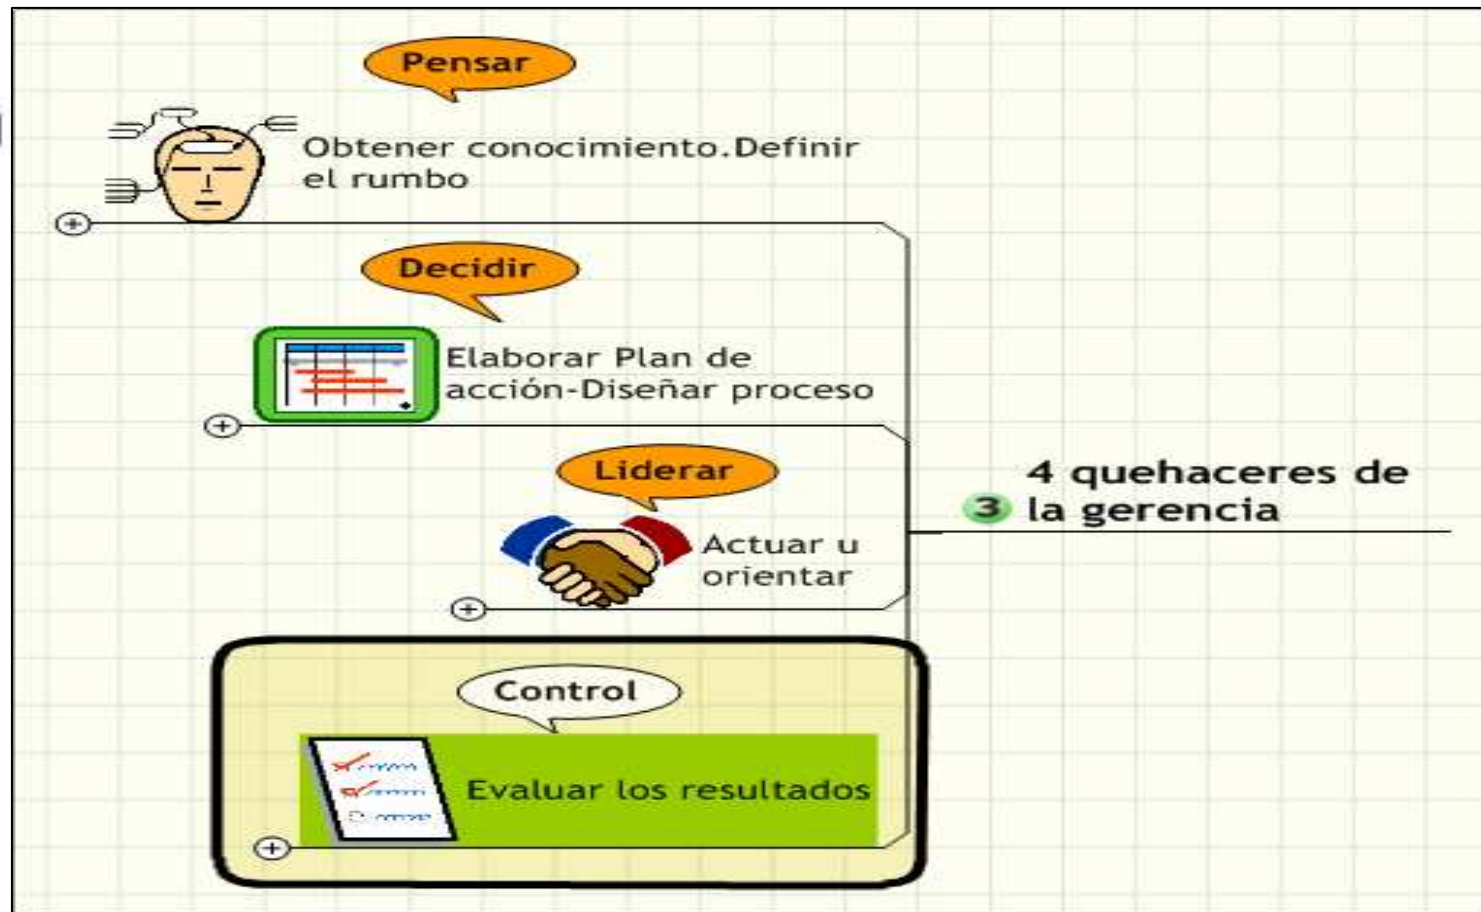 Pensar
Obtener conocimiento.Definir
el rumbo
Decidir
Elaborar Plan de
acción-Diseñar proceso
Liderar
Actuar u
orientar
Control
Evaluar los resultados
4 quehaceres de
3 la gerencia